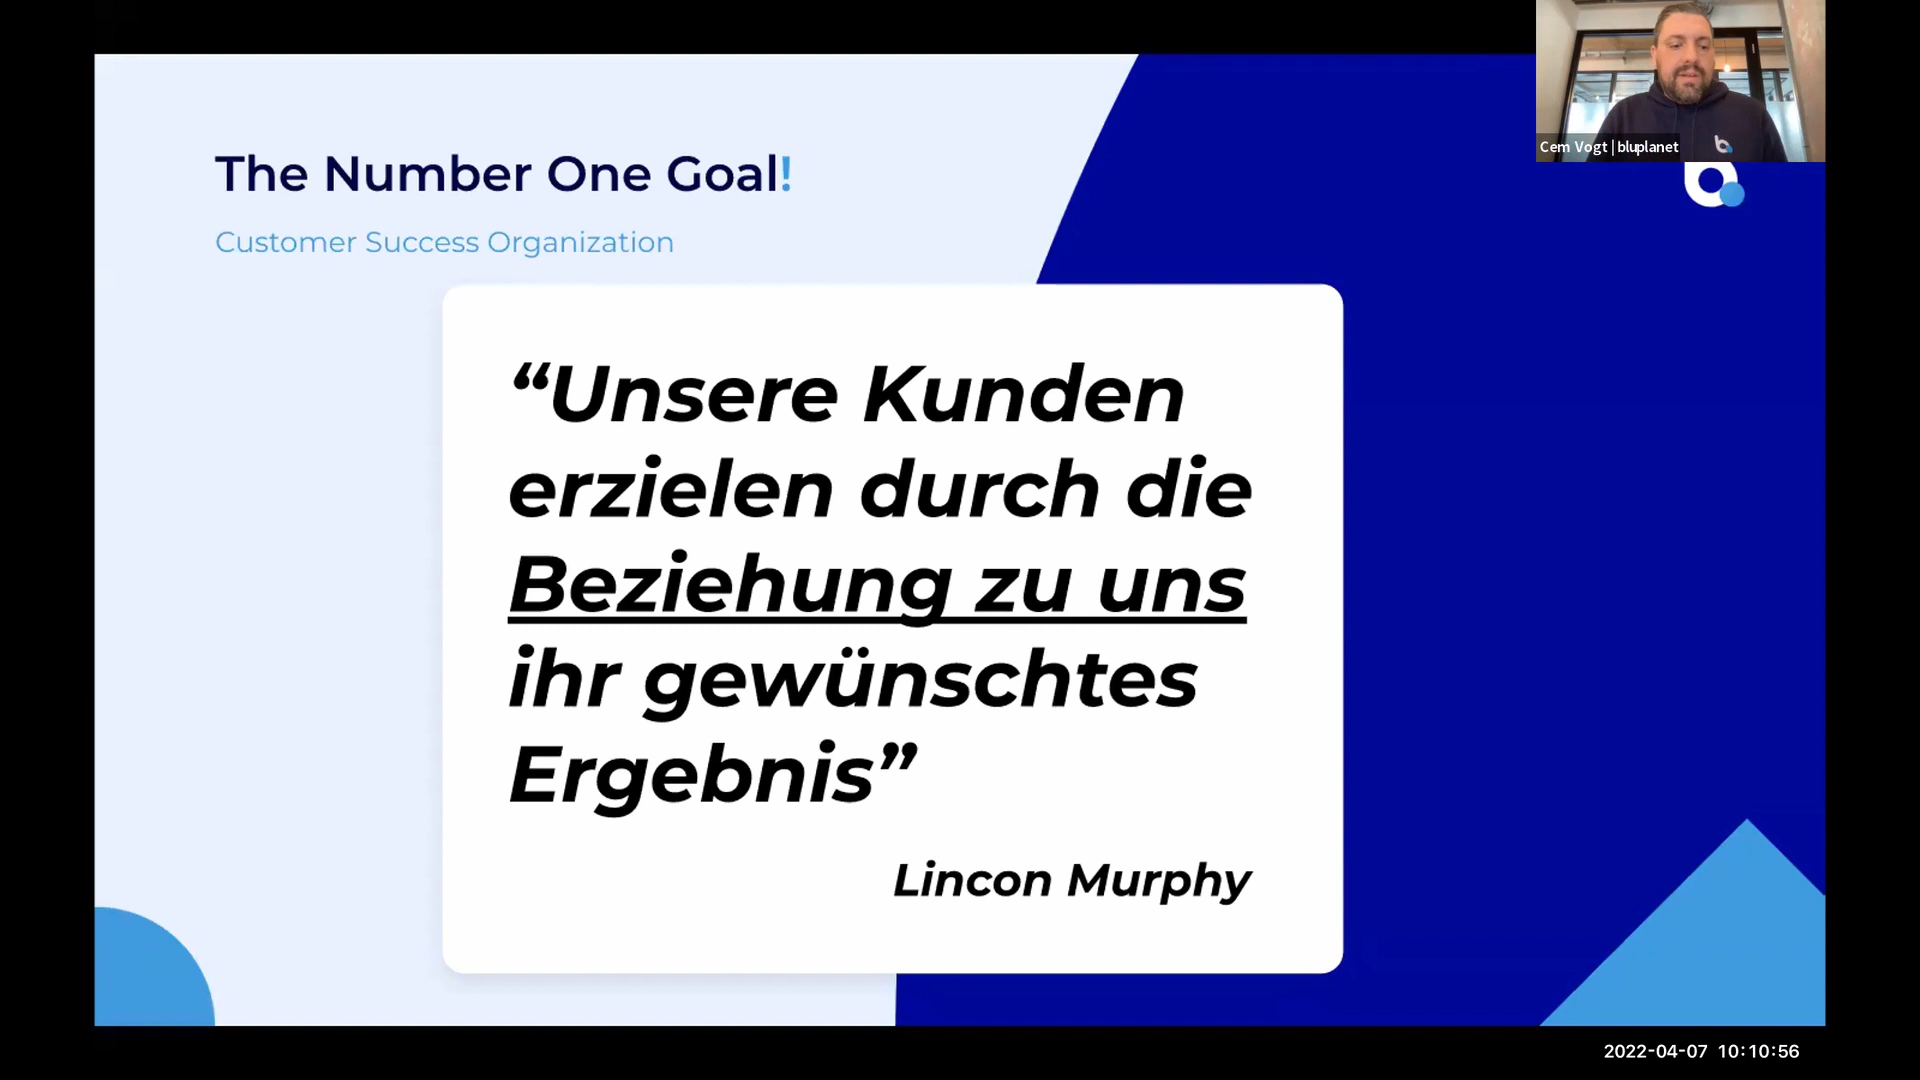 Cem Vogt | bluplanet
The Number One Goal!
Customer Success Organization
“Unsere Kunden
erzielen durch die
Beziehung zu uns
ihr gewünschtes
Ergebnis”
Lincon Murphy
2022-04-07 10:10:56